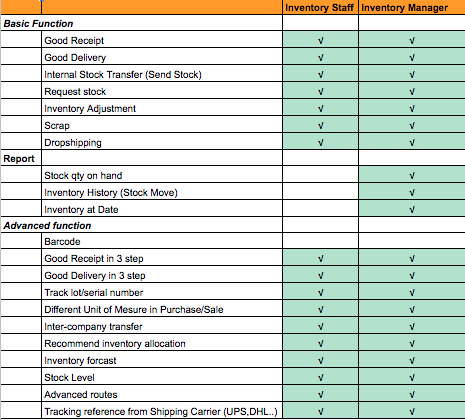 Inventory Staff Inventory Manager
Basic Function
Good Receipt √ √
Good Delivery √ √
Internal Stock Transfer (Send Stock) √ √
Request stock √ √
Inventory Adjustment √ √
Scrap √ √
Dropshipping √ √
Report
Stock qty on hand √
Inventory History (Stock Move) √
Inventory at Date √
Advanced function
Barcode
Good Receipt in 3 step √ √
Good Delivery in 3 step √ √
Track lot/serial number √ √
Different Unit of Mesure in Purchase/Sale √ √
Inter-company transfer √ √
Recommend inventory allocation √ √
Inventory forcast √ √
Stock Level √ √
Advanced routes √ √
Tracking reference from Shipping Carrier (UPS,DHL..) √ √